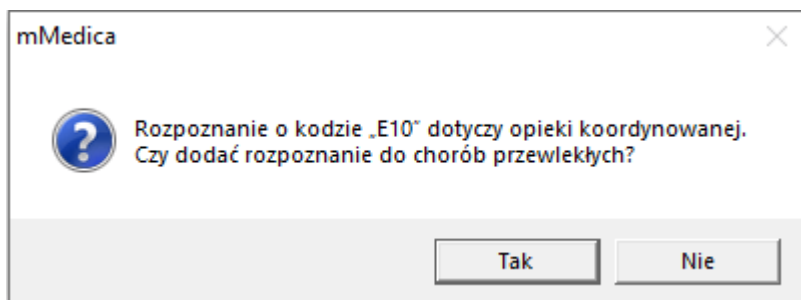 mMedica
Rozpoznanie o kodzie „E10” dotyczy opieki koordynowanej.
Czy dodać rozpoznanie do chorób przewlekłych?
Tak
Nie